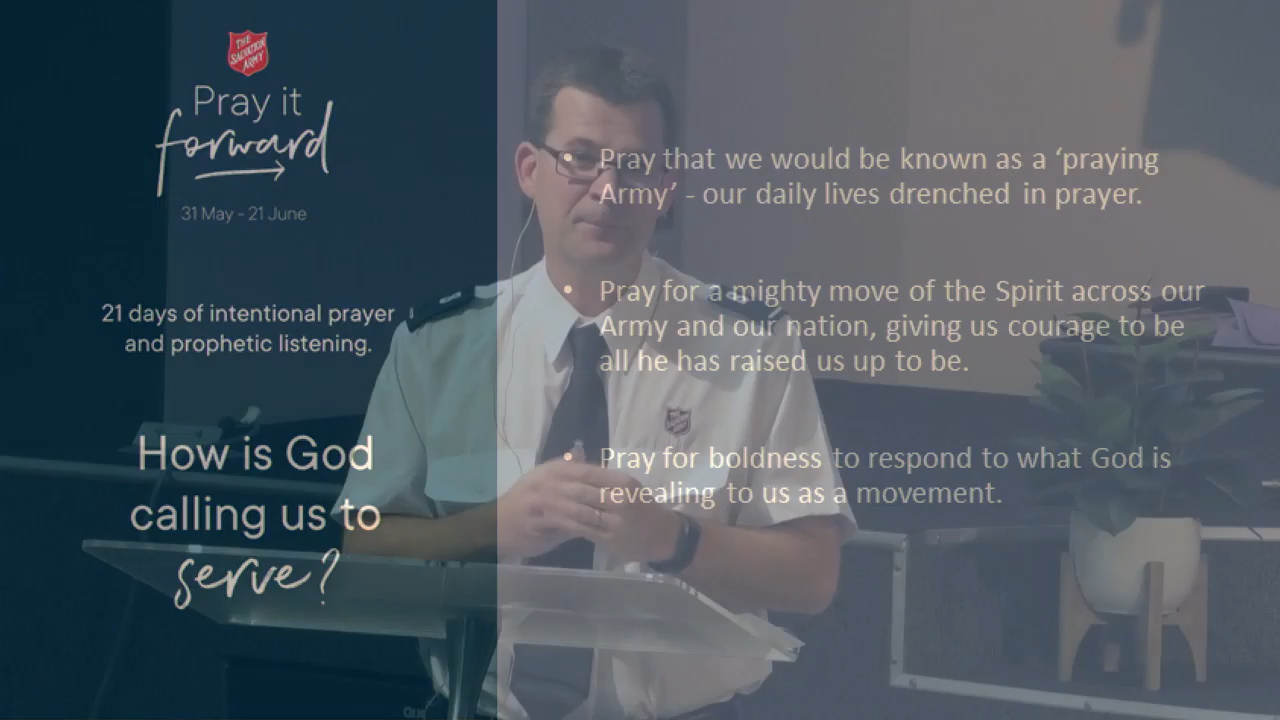 THE
SALVATION
ARMY
Pray it
forward
31 May - 21 June
21 days of intentional prayer
and prophetic listening.
How is God
calling us to
serve?
• Pray that we would be known as a ‘praying
Army’ - our daily lives drenched in prayer.
• Pray for a mighty move of the Spirit across our
Army and our nation, giving us courage to be
all he has raised us up to be.
• Pray for boldness to respond to what God is
revealing to us as a movement.
THE
SALVATION
ARMY